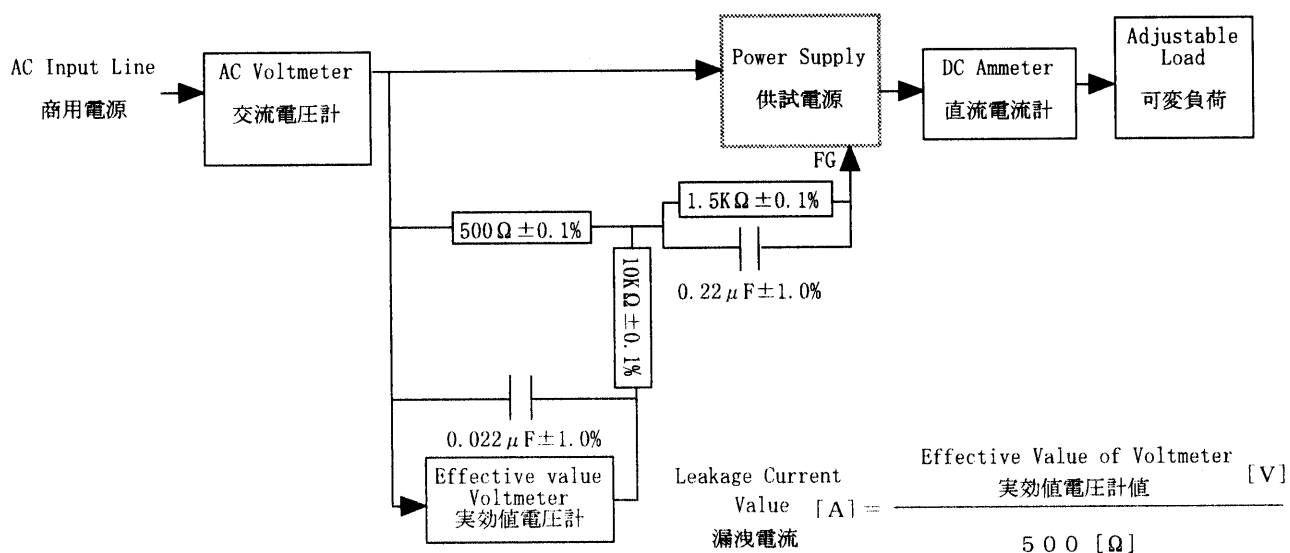 AC Input Line
商用電源
AC Voltmeter
交流電圧計
Power Supply
供試電源
DC Ammeter
直流電流計
Adjustable
Load
可変負荷
FG
500Ω±0.1%
1.5KΩ±0.1%
0.22μF±1.0%
10KΩ±0.1%
0.022μF±1.0%
Effective value
Voltmeter
実効値電圧計
Leakage Current
Value [A] =
漏洩電流
Effective Value of Voltmeter [V]
実効値電圧計値
500 [Ω]